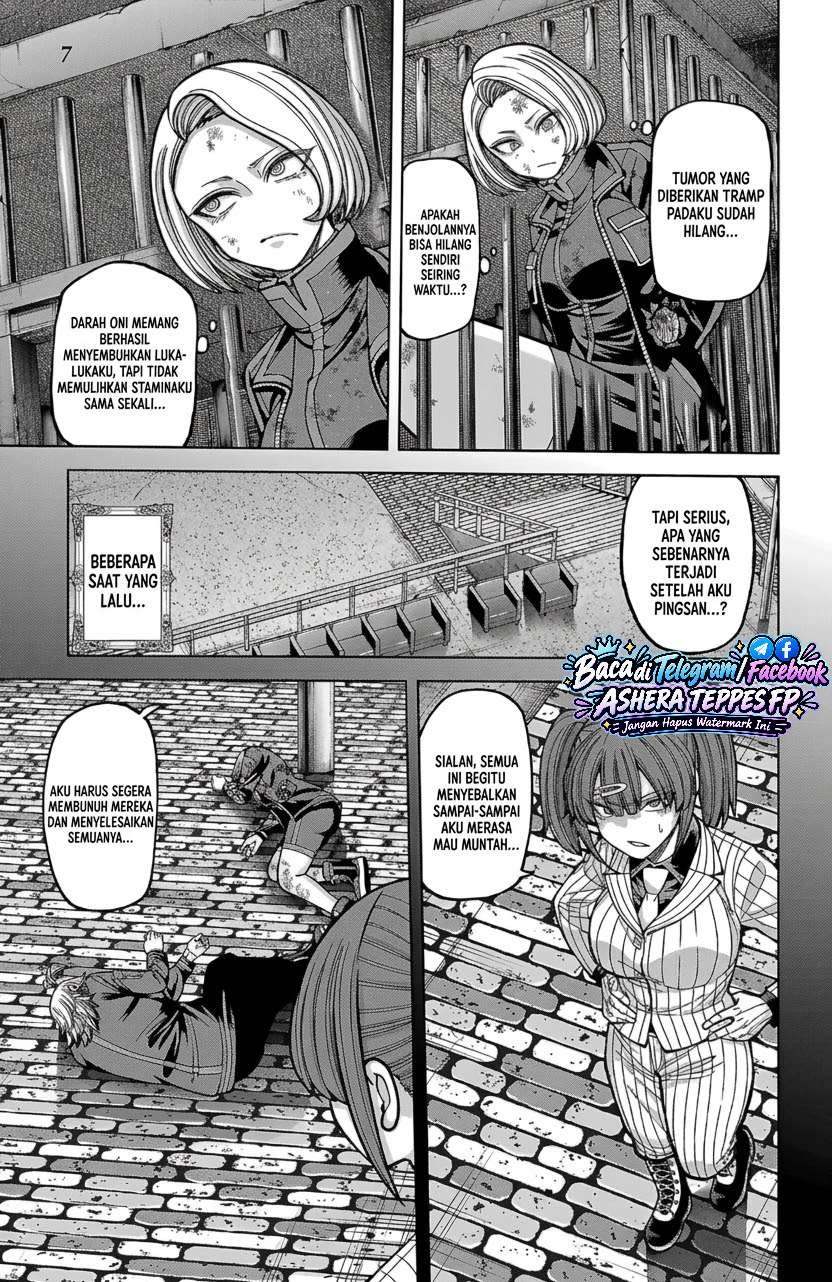 7
TUMOR YANG
DIBERIKAN TRAMP
PADAKU SUDAH
HILANG...
APAKAH
BENJOLANNYA
BISA HILANG
SENDIRI
SEIRING
WAKTU...?
DARAH ONI MEMANG
BERHASIL
MENYEMBUHKAN LUKA-
LUKAKU, TAPI TIDAK
MEMULIHKAN STAMINAKU
SAMA SEKALI...
TAPI SERIUS,
APA YANG
SEBENARNYA
TERJADI
SETELAH AKU
PINGSAN...?
BEBERAPA
SAAT YANG
LALU...
Baca di Telegram/Facebook
ASHERA TEPPES FP
Jangan Hapus Watermark Ini
SIALAN, SEMUA
INI BEGITU
MENYEBALKAN
SAMPAI-SAMPAI
AKU MERASA
MAU MUNTAH...
AKU HARUS SEGERA
MEMBUNUH MEREKA
DAN MENYELESAIKAN
SEMUANYA...